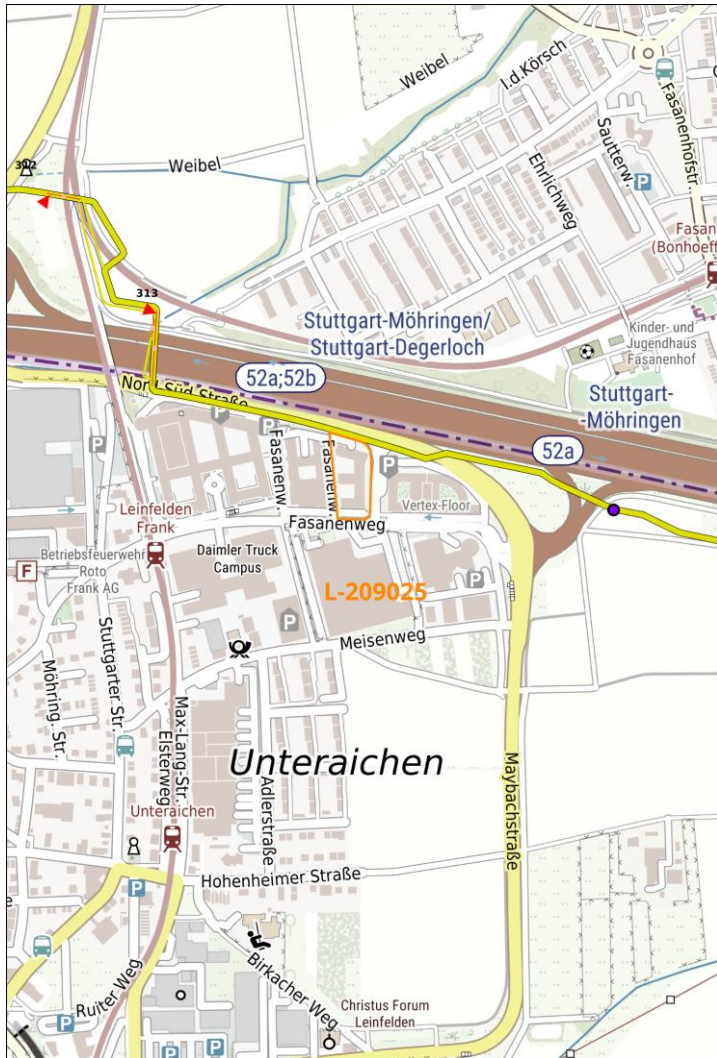 Weibel
I.d.Körsch
Fasanenhofstr.
Weibel
Sautterw.
Ehrlichweg
P
312
313
Fasan
(Bonhoeff
Stuttgart-Möhringen/
Stuttgart-Degerloch
Kinder- und
Jugendhaus
Fasanenhof
52a;52b
Nord-Süd-Straße
Stuttgart-
-Möhringen
52a
P
P
P
P
Fasanenw.
Fasanenw.
Leinfelden
Frank
Vertex-Floor
Fasanenweg
Betriebsfeuerwehr
Roto
Frank AG
F
Daimler Truck
Campus
P
L-209025
P
Stuttgarter Str.
Meisenweg
Möhring. Str.
Max-Lang-Str.
Elsterweg
Unteraichen
Adlerstraße
Maybachstraße
Unteraichen
Hohenheimer Straße
P
P
Birkacher Weg
Ruiter Weg
Christus Forum
Leinfelden
P
P
P